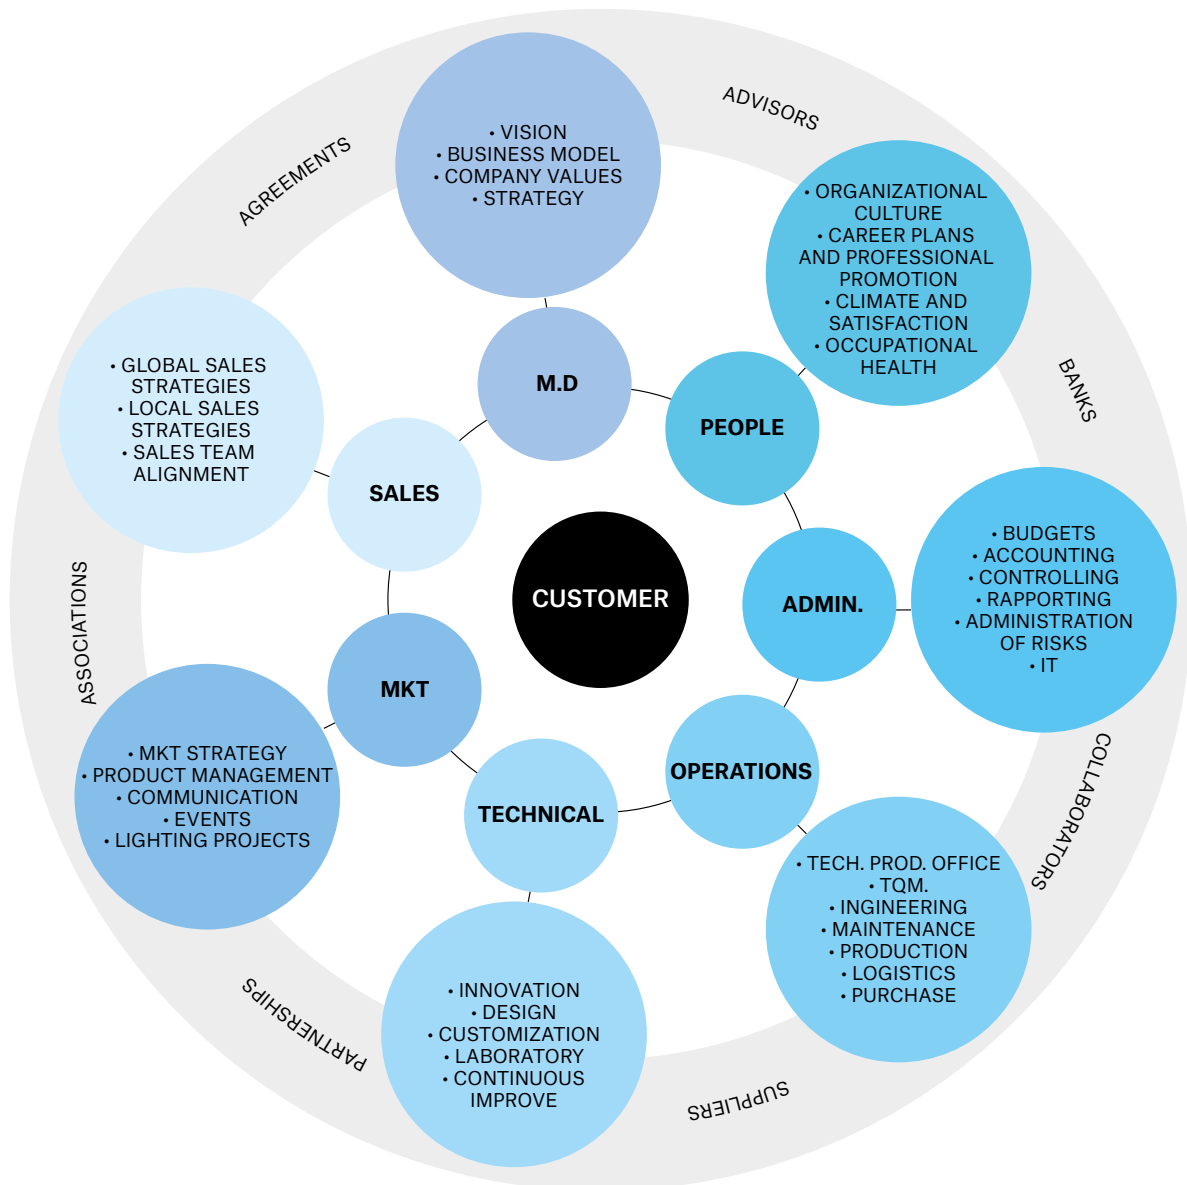 ADVISORS
• VISION
• BUSINESS MODEL
• COMPANY VALUES
• STRATEGY
AGREEMENTS
• ORGANIZATIONAL
CULTURE
• CAREER PLANS
AND PROFESSIONAL
PROMOTION
• CLIMATE AND
SATISFACTION
• OCCUPATIONAL
HEALTH
• GLOBAL SALES
STRATEGIES
• LOCAL SALES
STRATEGIES
• SALES TEAM
ALIGNMENT
M.D
PEOPLE
BANKS
SALES
CUSTOMER
ADMIN.
• BUDGETS
• ACCOUNTING
• CONTROLLING
• RAPPORTING
• ADMINISTRATION
OF RISKS
• IT
ASSOCIATIONS
MKT
OPERATIONS
TECHNICAL
• MKT STRATEGY
• PRODUCT MANAGEMENT
• COMMUNICATION
• EVENTS
• LIGHTING PROJECTS
COLLABORATORS
• TECH. PROD. OFFICE
• TQM.
• INGINEERING
• MAINTENANCE
• PRODUCTION
• LOGISTICS
• PURCHASE
PARTNERSHIPS
• INNOVATION
• DESIGN
• CUSTOMIZATION
• LABORATORY
• CONTINUOUS
IMPROVE
SUPPLIERS